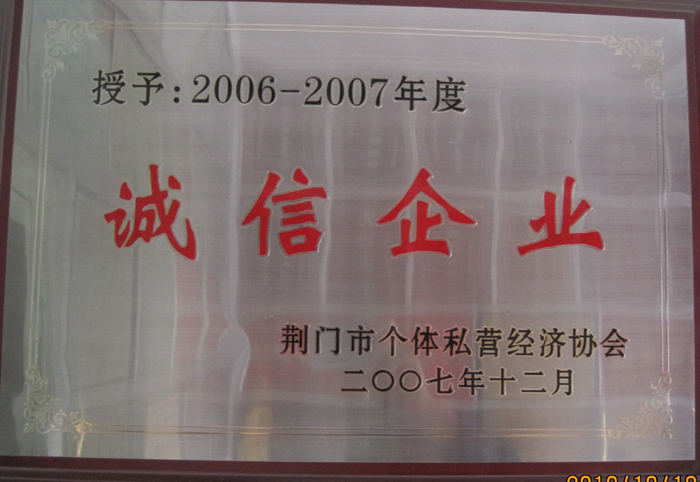 授予:2006-2007年度
诚信企业
荆门市个体私营经济协会
二〇〇七年十二月